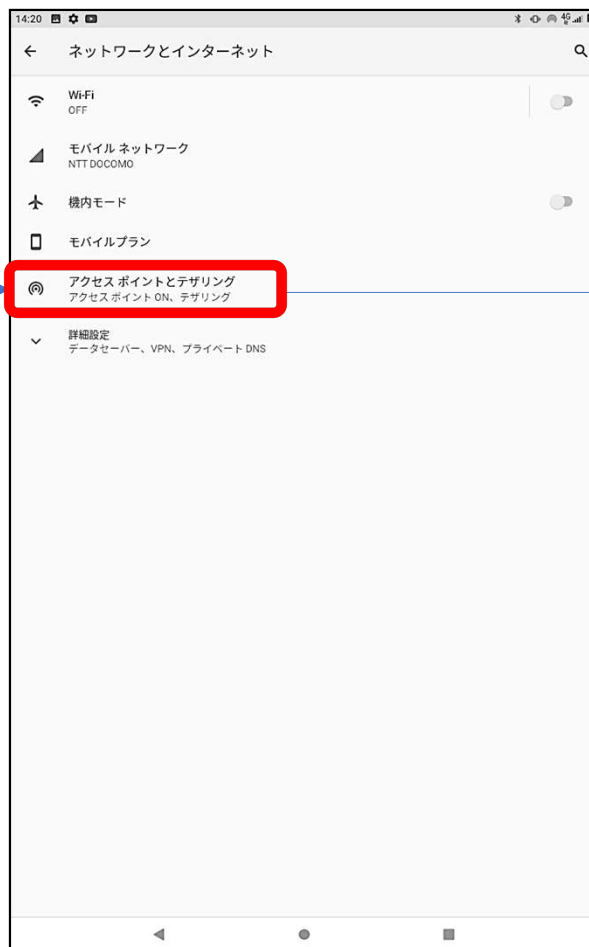 14:20
4G
ネットワークとインターネット
Wi-Fi
OFF
モバイル ネットワーク
NTT DOCOMO
機内モード
モバイルプラン
アクセス ポイントとテザリング
アクセス ポイント ON、テザリング
詳細設定
データセーバー、VPN、プライベート DNS